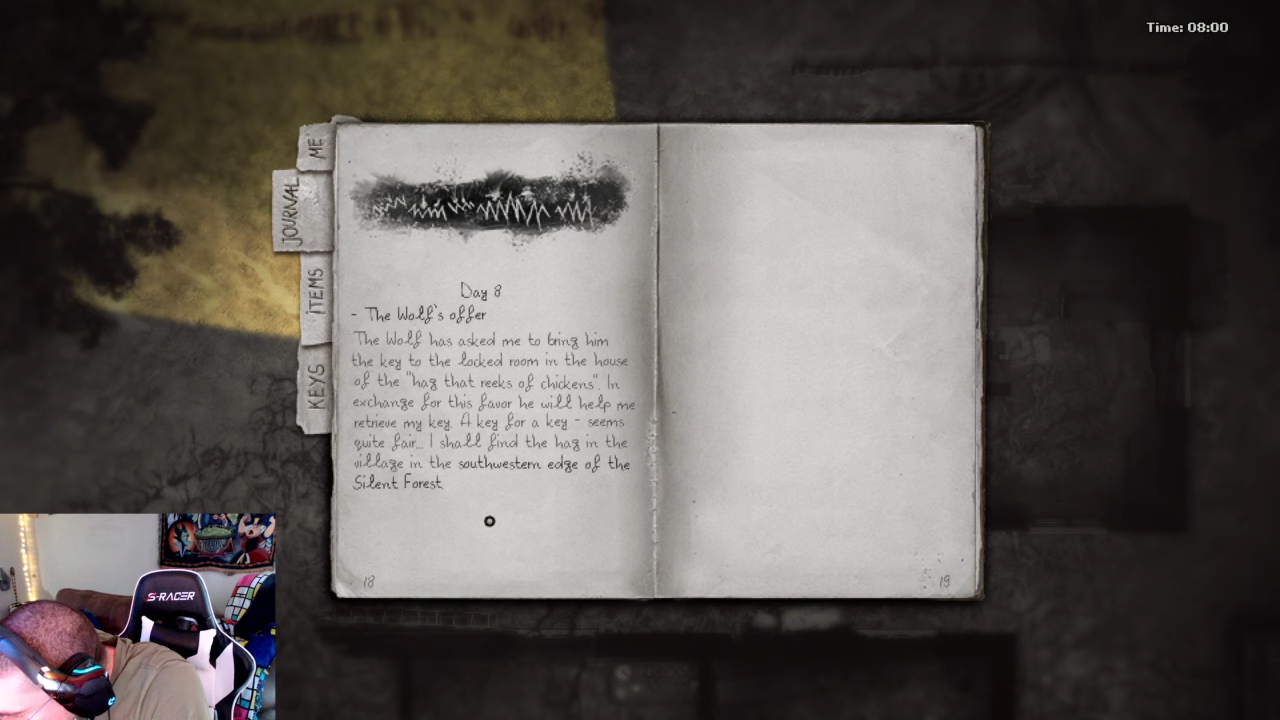 Time: 08:00
ME
JOURNAL
ITEMS
KEYS
Day 8
- The Wolf's offer
The Wolf has asked me to bring him
the key to the locked room in the house
of the "hag that reeks of chickens". In
exchange for this favor he will help me
retrieve my key. A key for a key - seems
quite fair... I shall find the hag in the
village in the southwestern edge of the
Silent Forest
18
19
S-RACER